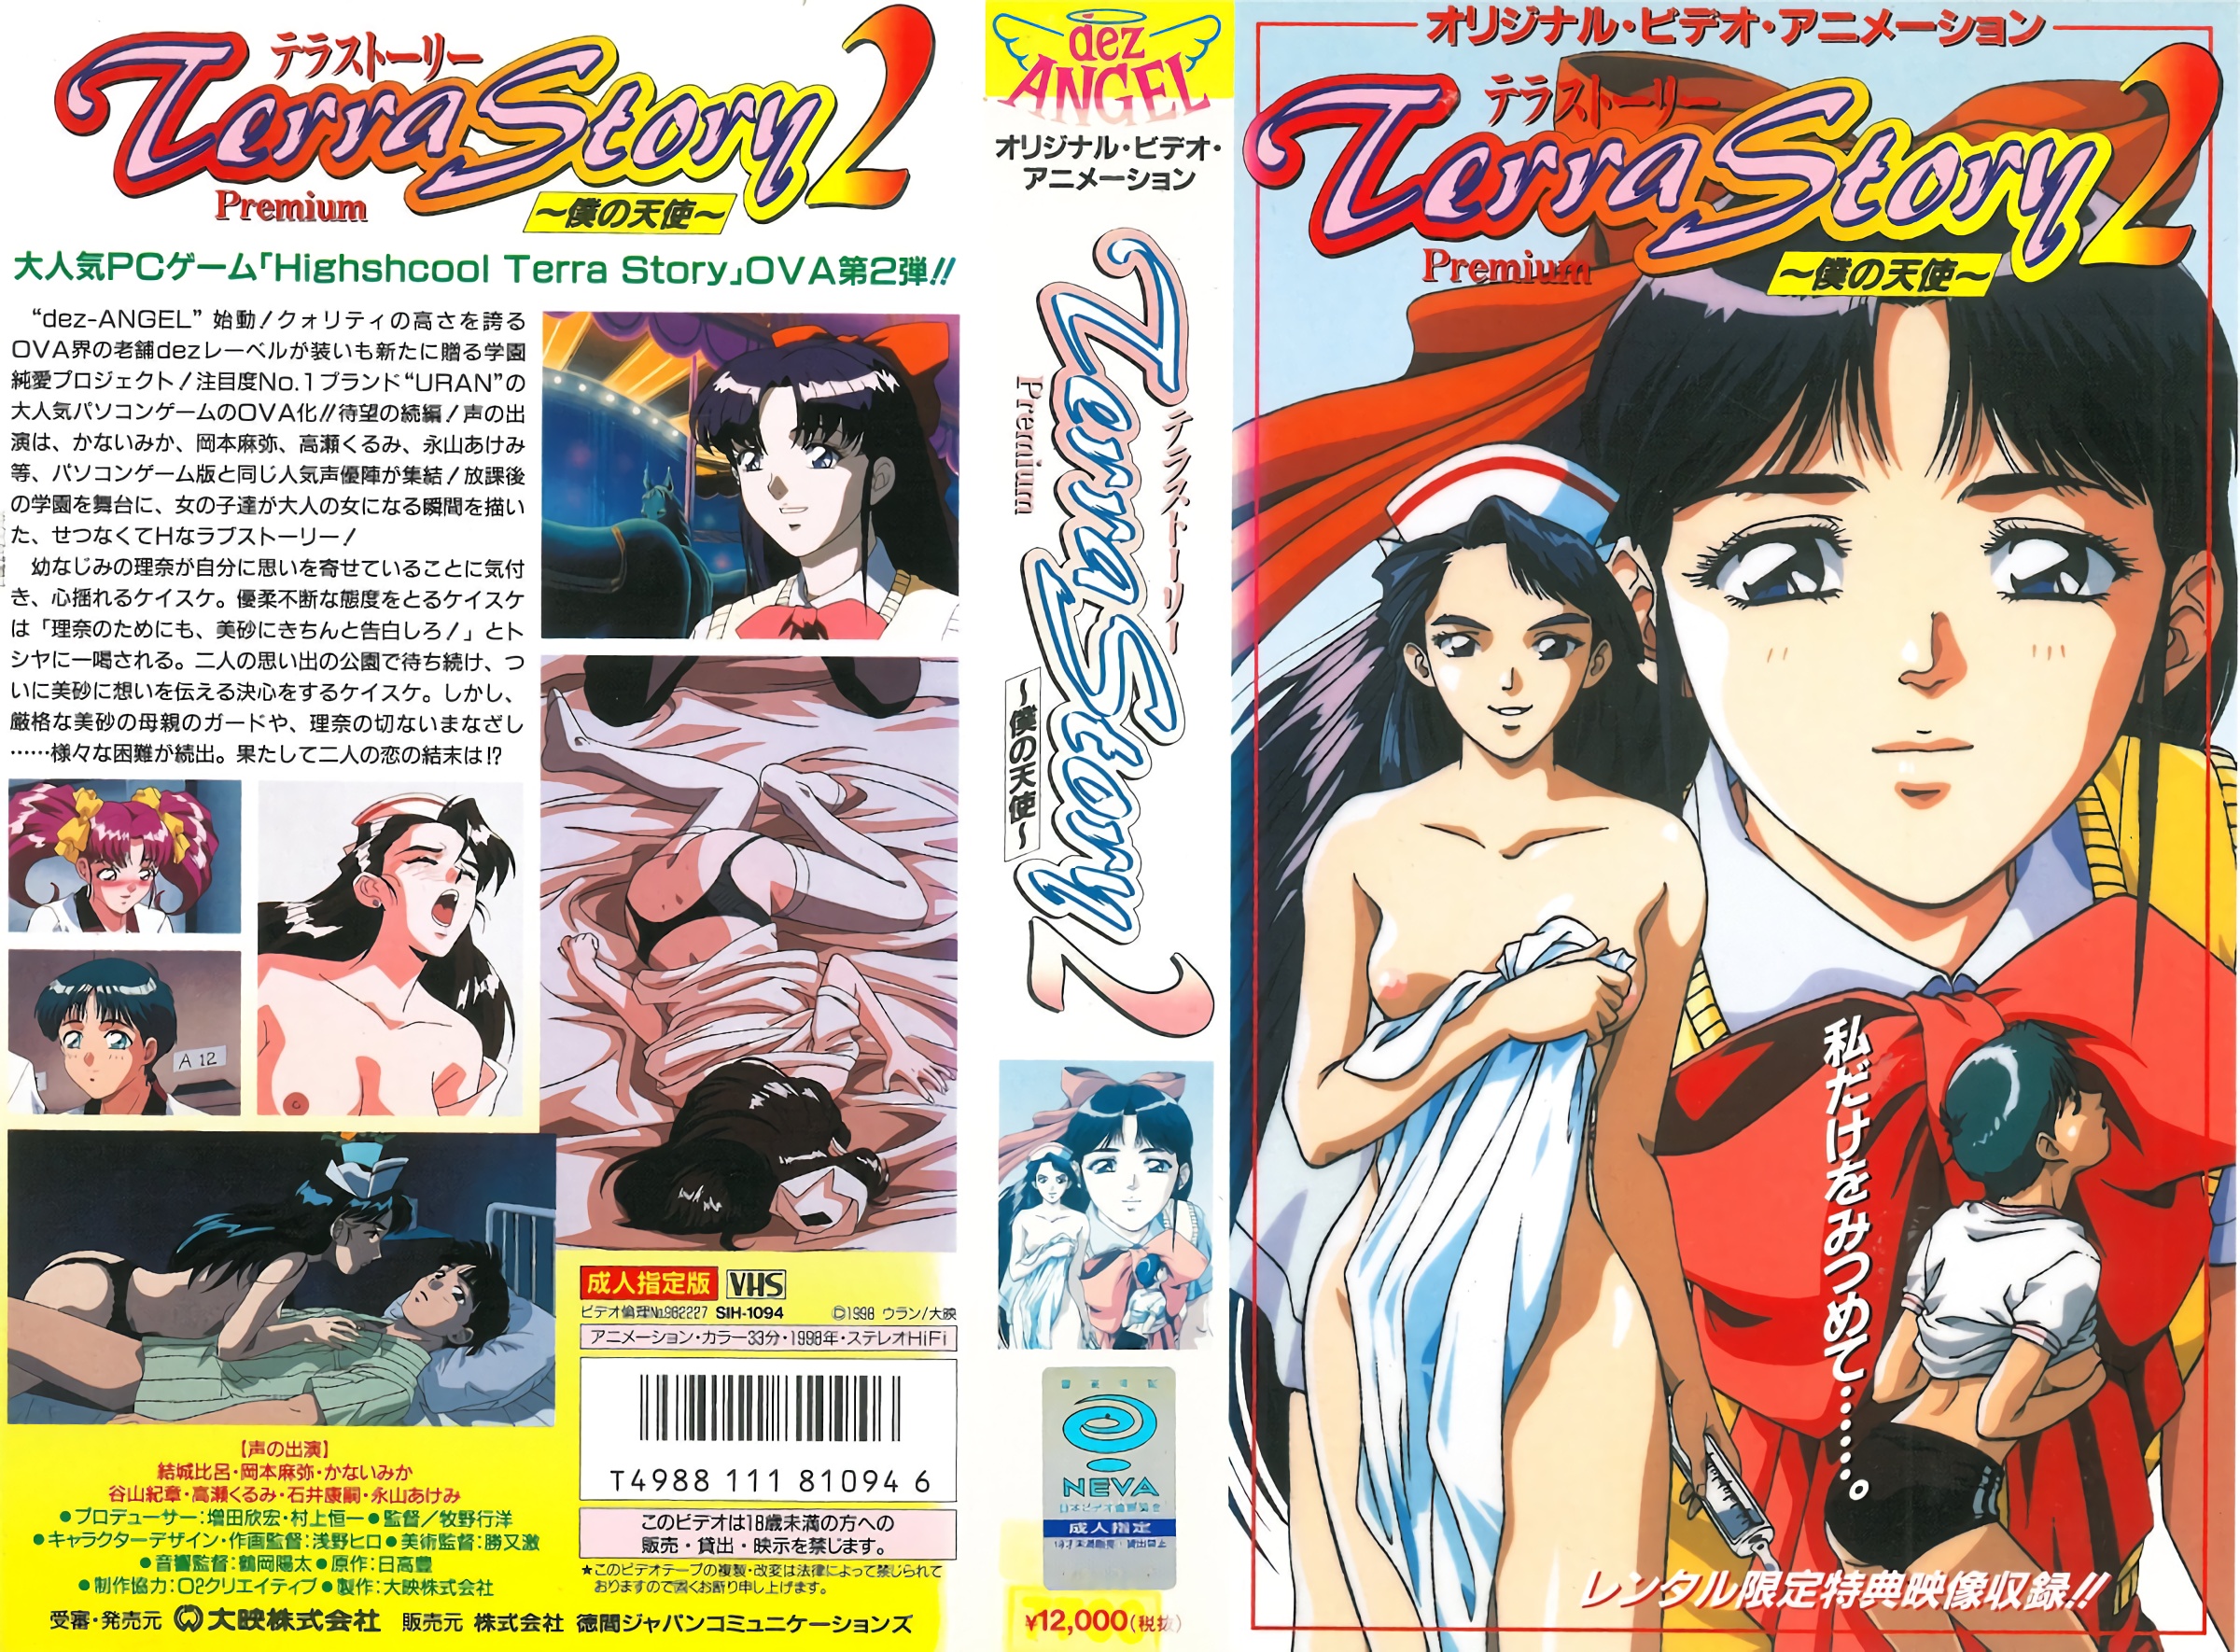 テラストーリー
Terra Story 2
Premium
~僕の天使~
大人気PCゲーム「Highshcool Terra Story」OVA第2弾!!
“dez-ANGEL” 始動!クォリティの高さを誇る
OVA界の老舗dezレーベルが装いも新たに贈る学園
純愛プロジェクト!注目度No.1ブランド“URAN”の
大人気パソコンゲームのOVA化!!待望の続編!声の出
演は、かないみか、岡本麻弥、高瀬くるみ、永山あけみ
等、パソコンゲーム版と同じ人気声優陣が集結!放課後
の学園を舞台に、女の子達が大人の女になる瞬間を描い
た、せつなくてHなラブストーリー!
幼なじみの理奈が自分に思いを寄せていることに気付
き、心揺れるケイスケ。優柔不断な態度をとるケイスケ
は「理奈のためにも、美砂にきちんと告白しろ!」とト
シヤに一喝される。二人の思い出の公園で待ち続け、つ
いに美砂に想いを伝える決心をするケイスケ。しかし、
厳格な美砂の母親のガードや、理奈の切ないまなざし
……様々な困難が続出。果たして二人の恋の結末は!?
A 12
成人指定版 VHS
ビデオ倫理No.962227 SIH-1094 ©1998 ウラン/大映
アニメーション・カラー33分・1998年・ステレオHiFi
T4988 111 81094 6
このビデオは18歳未満の方への
販売・貸出・映示を禁じます。
★このビデオテープの複製・改変は法律によって禁じられて
おりますので固くお断り申し上げます。
【声の出演】
結城比呂・岡本麻弥・かないみか
谷山紀章・高瀬くるみ・石井康嗣・永山あけみ
●プロデューサー:増田欣宏・村上恒一●監督/牧野行洋
●キャラクターデザイン・作画監督:浅野ヒロ●美術監督:勝又激
●音響監督:鶴岡陽太●原作:日高豊
●制作協力:O2クリエイティブ●製作:大映株式会社
受審・発売元 大映株式会社 販売元 株式会社 徳間ジャパンコミュニケーションズ
dez
ANGEL
オリジナル・ビデオ・
アニメーション
テラストーリー
Terra Story 2
Premium
~僕の天使~
NEVA
成人指定
¥12,000(税抜)
オリジナル・ビデオ・アニメーション
テラストーリー
Terra Story 2
Premium
~僕の天使~
私だけをみつめて……。
レンタル限定特典映像収録!!